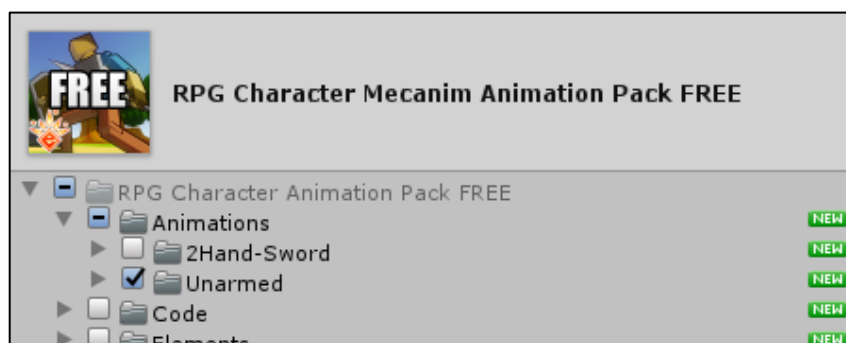 FREE
RPG Character Mecanim Animation Pack FREE
RPG Character Animation Pack FREE
Animations NEW
2Hand-Sword NEW
Unarmed NEW
Code NEW
Elements NEW